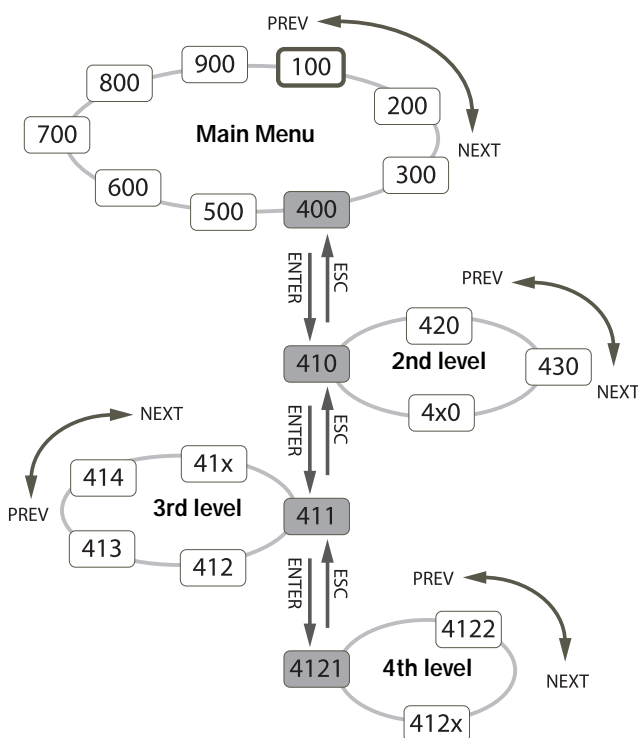 PREV
900
100
800
200
700
Main Menu
NEXT
600
300
500
400
ENTER
ESC
PREV
420
410
2nd level
430
NEXT
4x0
ENTER
ESC
NEXT
41x
414
PREV
3rd level
411
413
412
ENTER
ESC
PREV
4122
4121
4th level
NEXT
412x